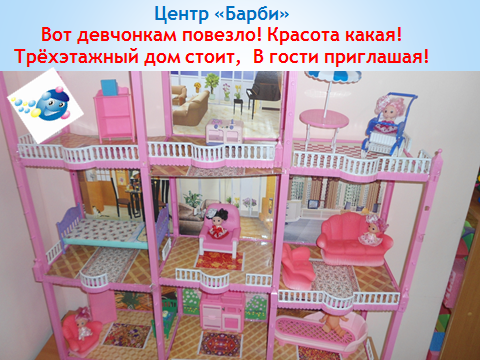 Центр «Барби»
Вот девчонкам повезло! Красота какая!
Трёхэтажный дом стоит, В гости приглашая!